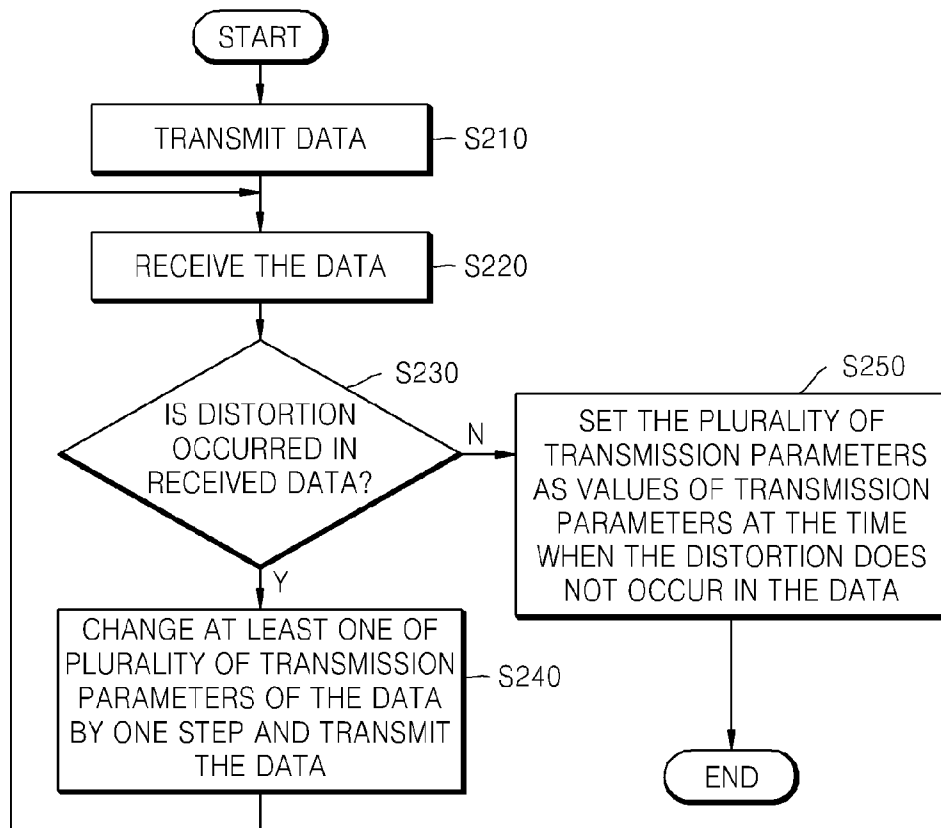 START
TRANSMIT DATA
S210
RECEIVE THE DATA
S220
S230
IS DISTORTION
OCCURRED IN
RECEIVED DATA?
N
Y
S250
SET THE PLURALITY OF
TRANSMISSION PARAMETERS
AS VALUES OF TRANSMISSION
PARAMETERS AT THE TIME
WHEN THE DISTORTION DOES
NOT OCCUR IN THE DATA
CHANGE AT LEAST ONE OF
PLURALITY OF TRANSMISSION
PARAMETERS OF THE DATA
BY ONE STEP AND TRANSMIT
THE DATA
S240
END